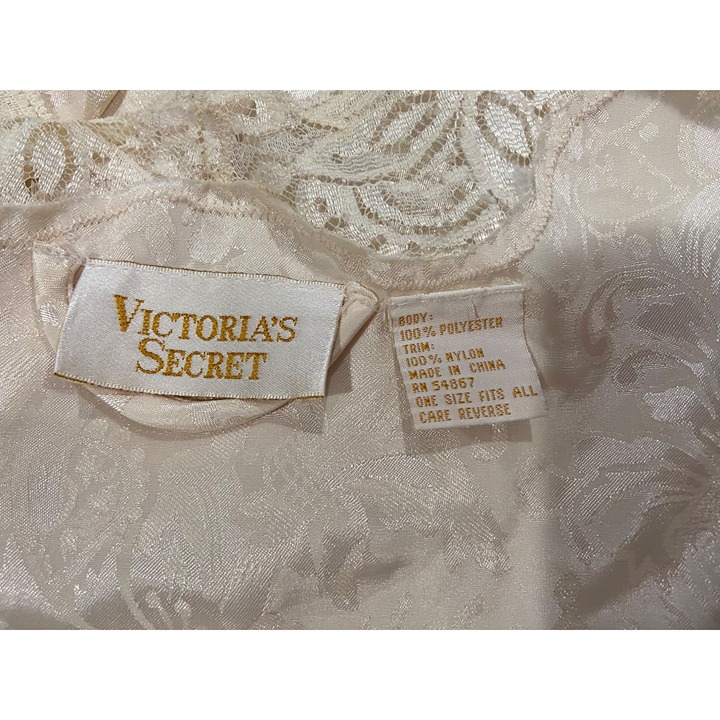 VICTORIA'S
SECRET
BODY:
100% POLYESTER
TRIM:
100% NYLON
MADE IN CHINA
RN 54867
ONE SIZE FITS ALL
CARE REVERSE